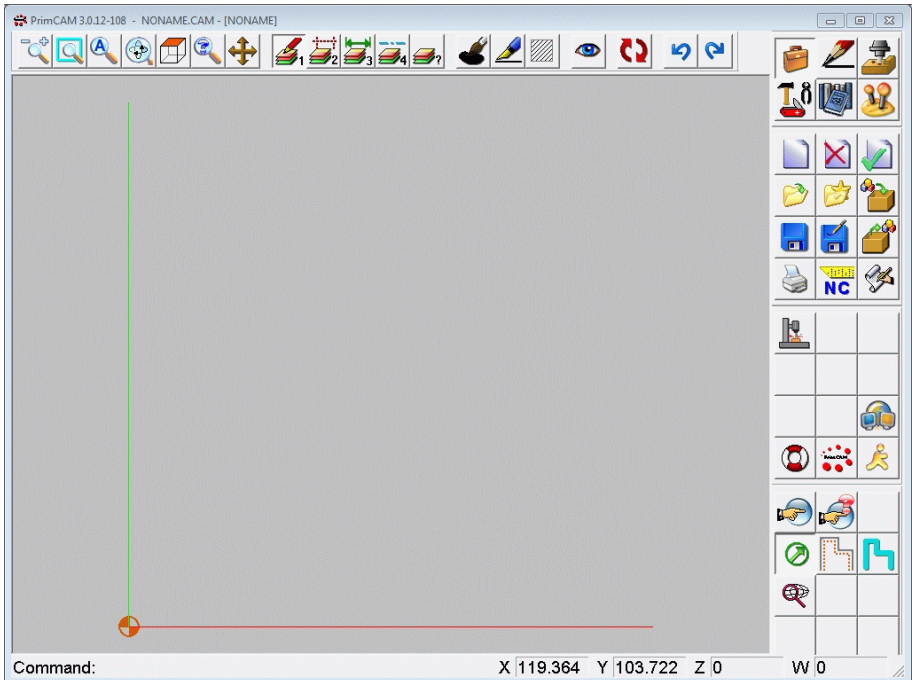 PrimCAM 3.0.12-108 - NONAME.CAM - [NONAME]
A 1 2 3 4 ?
NC
PrimCAM
Command: X 119.364 Y 103.722 Z 0 W 0